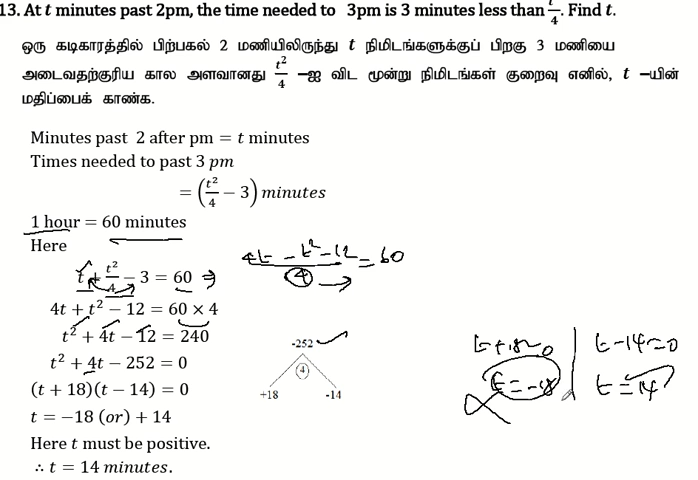 13. At t minutes past 2pm, the time needed to 3pm is 3 minutes less than t²/4. Find t.
ஒரு கடிகாரத்தில் பிற்பகல் 2 மணியிலிருந்து t நிமிடங்களுக்குப் பிறகு 3 மணியை
அடைவதற்குரிய கால அளவானது t²/4 –ஐ விட மூன்று நிமிடங்கள் குறைவு எனில், t –யின்
மதிப்பைக் காண்க.
Minutes past 2 after pm = t minutes
Times needed to past 3 pm
= (t²/4 − 3) minutes
1 hour = 60 minutes
Here
t + t²/4 − 3 = 60 ⇒
4t − t² − 12 = 60
4
4t + t² − 12 = 60 × 4
t² + 4t − 12 = 240
t² + 4t − 252 = 0
(t + 18)(t − 14) = 0
t = −18 (or) + 14
Here t must be positive.
∴ t = 14 minutes.
-252
4
+18 -14
t+18=0 t-14=0
t=-18 t=14